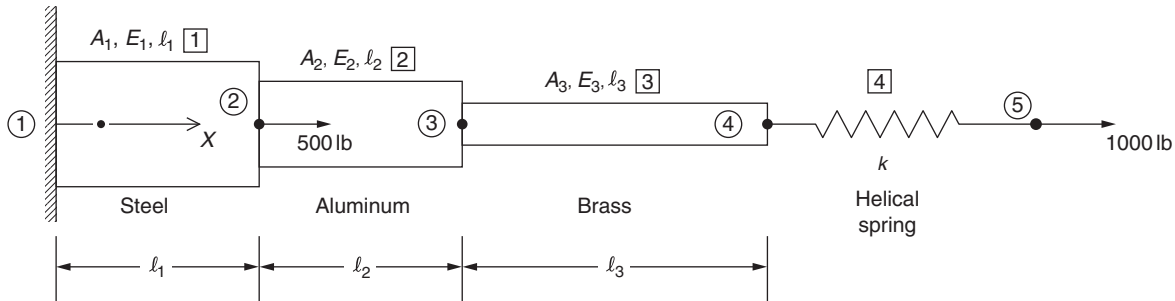 A₁, E₁, ℓ₁ 1
A₂, E₂, ℓ₂ 2
A₃, E₃, ℓ₃ 3
4
1
2
3
4
5
X
500 lb
1000 lb
k
Steel
Aluminum
Brass
Helical
spring
ℓ₁
ℓ₂
ℓ₃